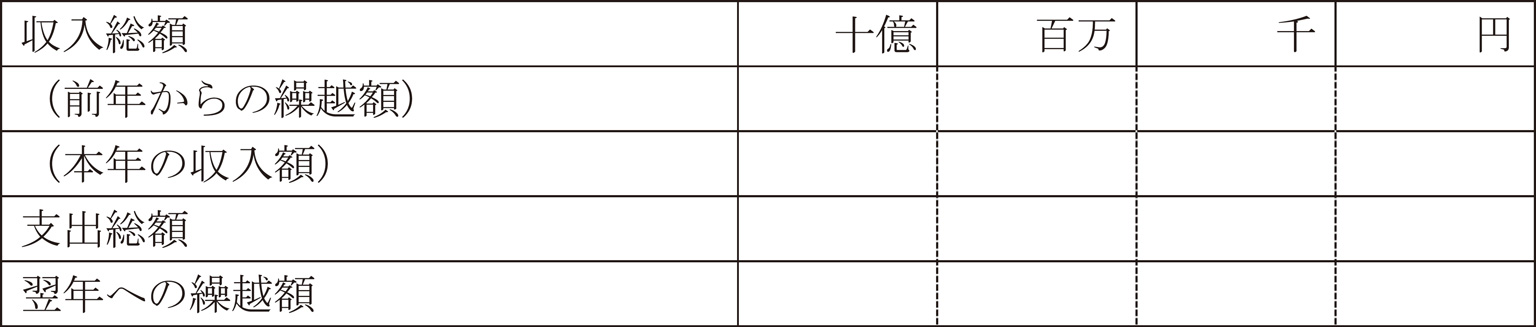 収入総額 十億 百万 千 円
（前年からの繰越額）
（本年の収入額）
支出総額
翌年への繰越額